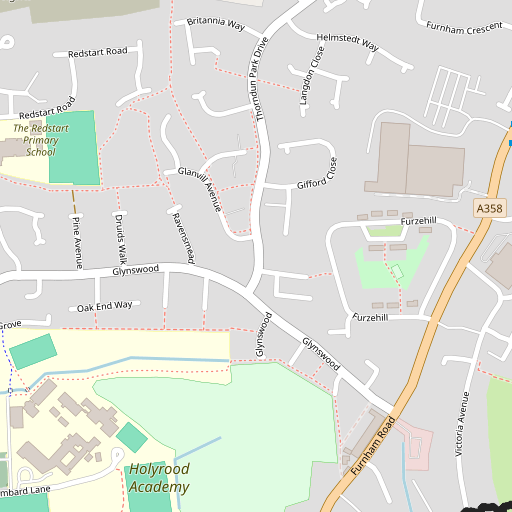 Britannia Way
Furnham Crescent
Helmstedt Way
Redstart Road
Thorndun Park Drive
Langdon Close
Redstart Road
The Redstart
Primary
School
Glanvill Avenue
Gifford Close
A358
Pine Avenue
Druids Walk
Ravensmead
Furzehill
Glynswood
Oak End Way
Grove
Glynswood
Furzehill
Glynswood
Victoria Avenue
Furnham Road
Holyrood
Academy
mbard Lane